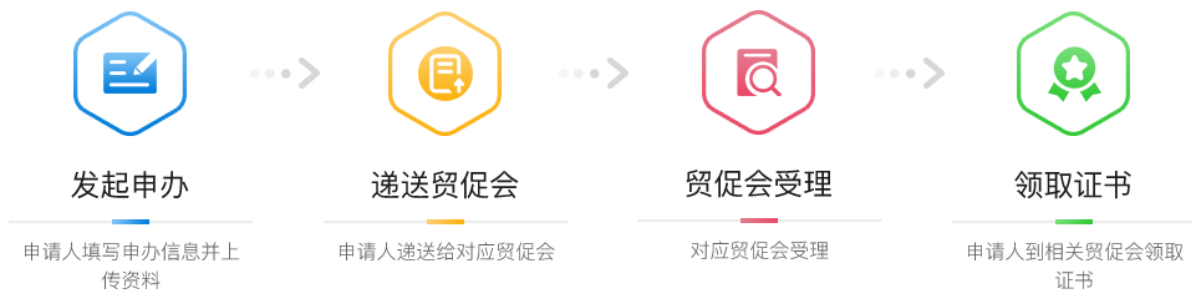 发起申办
递送贸促会
贸促会受理
领取证书
申请人填写申办信息并上
传资料
申请人递送给对应贸促会
对应贸促会受理
申请人到相关贸促会领取
证书